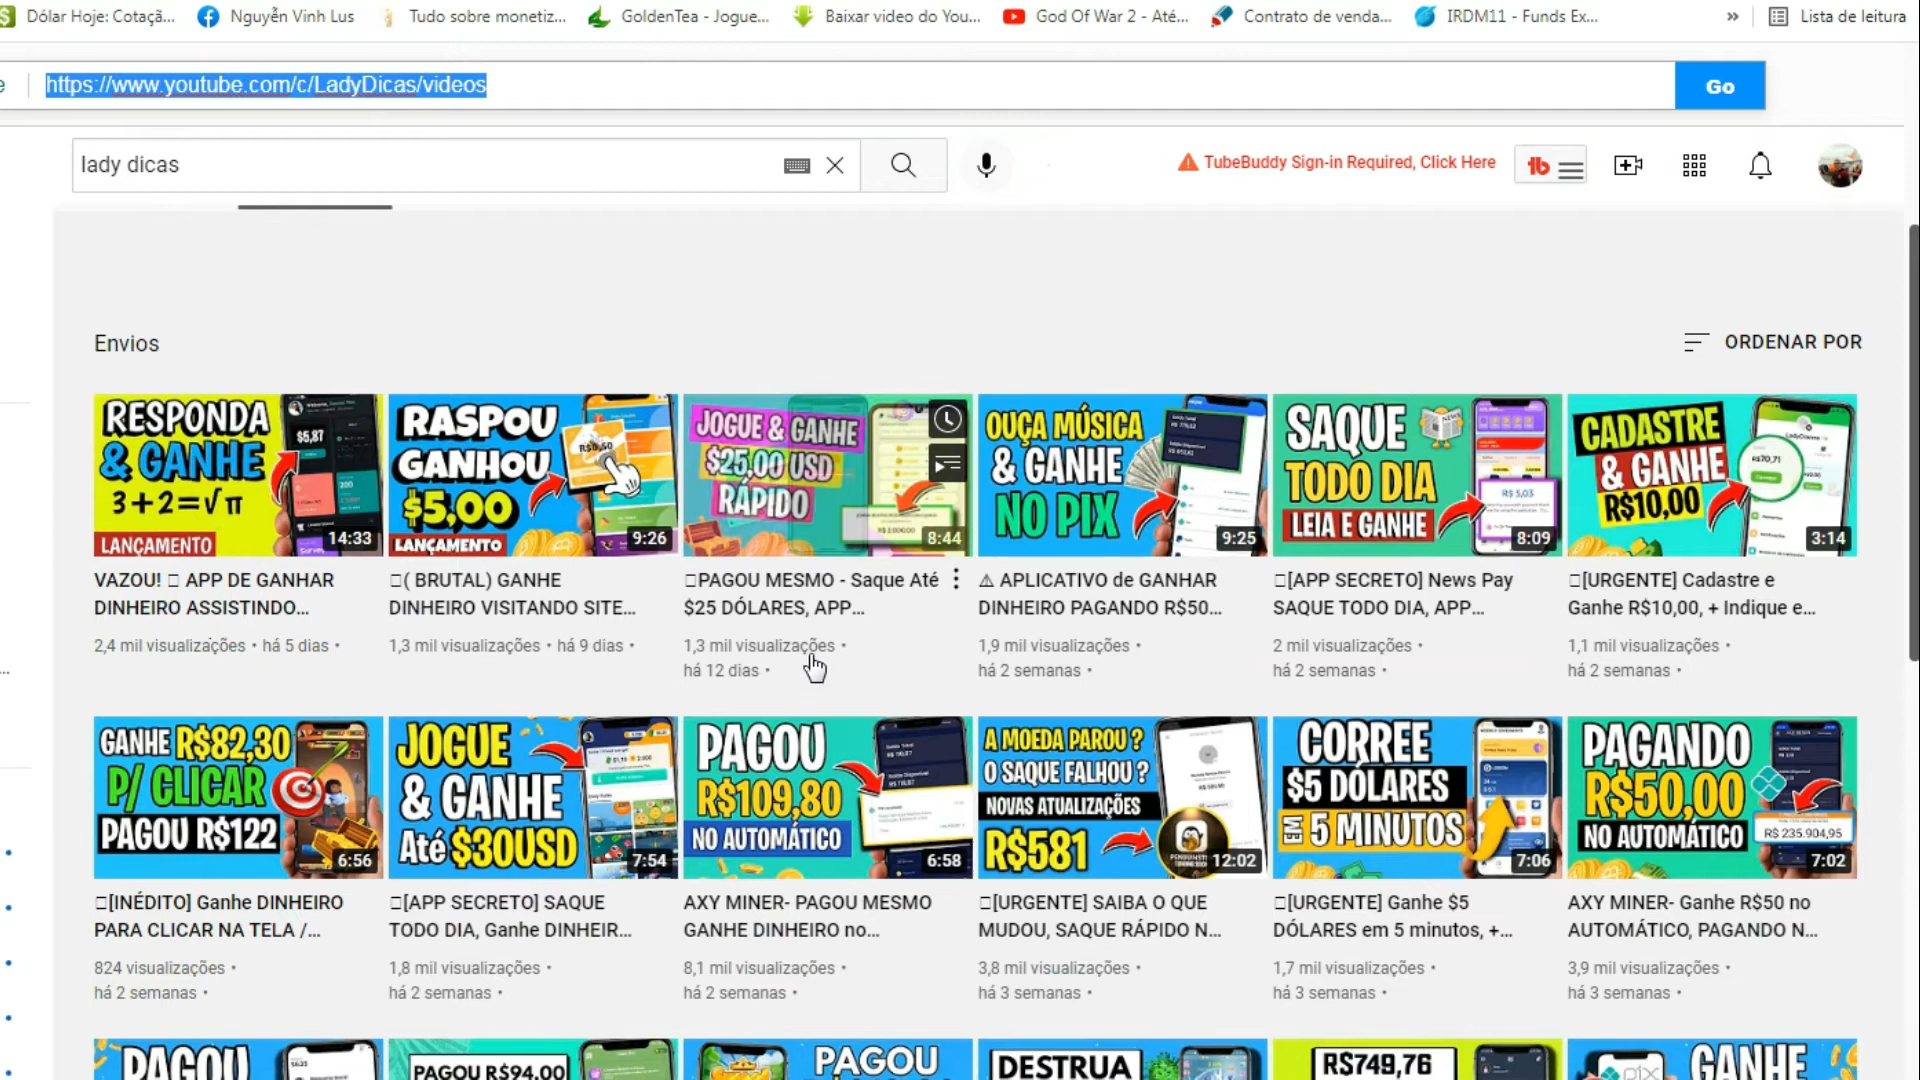 Dólar Hoje: Cotaçã...
Nguyễn Vinh Lus
Tudo sobre monetiz...
GoldenTea - Jogue...
Baixar video do You...
God Of War 2 - Até...
Contrato de venda...
IRDM11 - Funds Ex...
»
Lista de leitura
e
https://www.youtube.com/c/LadyDicas/videos
Go
lady dicas
TubeBuddy Sign-in Required, Click Here
Envios
ORDENAR POR
RESPONDA
& GANHE
3+2=√π
LANÇAMENTO
$5,87
200
14:33
RASPOU
GANHOU
$5,00
LANÇAMENTO
9:26
JOGUE & GANHE
$25,00 USD
RÁPIDO
8:44
OUÇA MÚSICA
& GANHE
NO PIX
9:25
SAQUE
TODO DIA
LEIA E GANHE
NEWS
R$ 5,03
8:09
CADASTRE
& GANHE
R$10,00
R$70,71
3:14
VAZOU! APP DE GANHAR
DINHEIRO ASSISTINDO...
2,4 mil visualizações • há 5 dias •
( BRUTAL) GANHE
DINHEIRO VISITANDO SITE...
1,3 mil visualizações • há 9 dias •
PAGOU MESMO - Saque Até
$25 DÓLARES, APP...
1,3 mil visualizações •
há 12 dias •
⚠ APLICATIVO de GANHAR
DINHEIRO PAGANDO R$50...
1,9 mil visualizações •
há 2 semanas •
[APP SECRETO] News Pay
SAQUE TODO DIA, APP...
2 mil visualizações •
há 2 semanas •
[URGENTE] Cadastre e
Ganhe R$10,00, + Indique e...
1,1 mil visualizações •
há 2 semanas •
GANHE R$82,30
P/ CLICAR
PAGOU R$122
6:56
JOGUE
& GANHE
Até $30USD
7:54
PAGOU
R$109,80
NO AUTOMÁTICO
6:58
A MOEDA PAROU ?
O SAQUE FALHOU ?
NOVAS ATUALIZAÇÕES
R$581
12:02
CORREE
$5 DÓLARES
EM 5 MINUTOS
7:06
PAGANDO
R$50,00
NO AUTOMÁTICO
R$ 235.904,95
7:02
[INÉDITO] Ganhe DINHEIRO
PARA CLICAR NA TELA /...
824 visualizações •
há 2 semanas •
[APP SECRETO] SAQUE
TODO DIA, Ganhe DINHEIR...
1,8 mil visualizações •
há 2 semanas •
AXY MINER- PAGOU MESMO
GANHE DINHEIRO no...
8,1 mil visualizações •
há 2 semanas •
[URGENTE] SAIBA O QUE
MUDOU, SAQUE RÁPIDO N...
3,8 mil visualizações •
há 3 semanas •
[URGENTE] Ganhe $5
DÓLARES em 5 minutos, +...
1,7 mil visualizações •
há 3 semanas •
AXY MINER- Ganhe R$50 no
AUTOMÁTICO, PAGANDO N...
3,9 mil visualizações •
há 3 semanas •
PAGOU
PAGOU R$94,00
PAGOU
DESTRUA
R$749,76
pix
GANHE